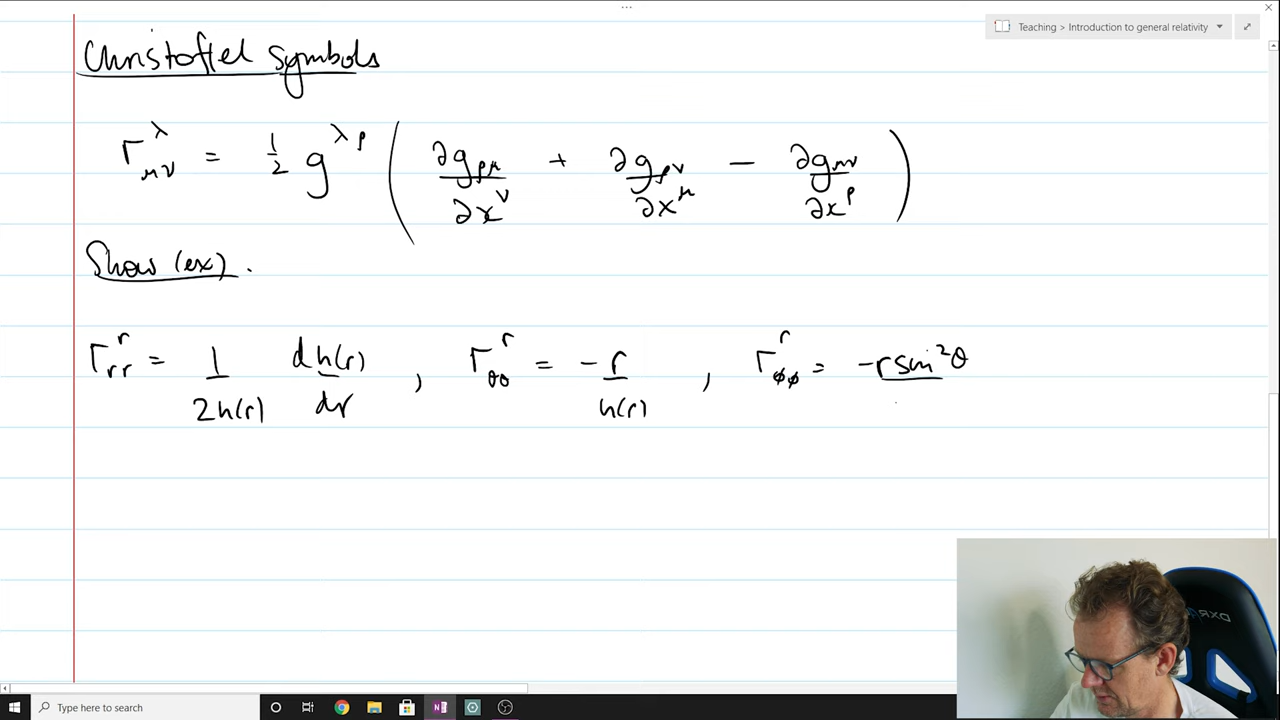 Teaching > Introduction to general relativity
Christoffel symbols
Γ^λ_μν = 1/2 g^λρ ( ∂g_ρμ/∂x^ν + ∂g_ρν/∂x^μ − ∂g_μν/∂x^ρ )
Show (ex).
Γ^r_rr = 1/2h(r) dh(r)/dr , Γ^r_θθ = −r/h(r) , Γ^r_φφ = −r sin²θ
DXR
Type here to search